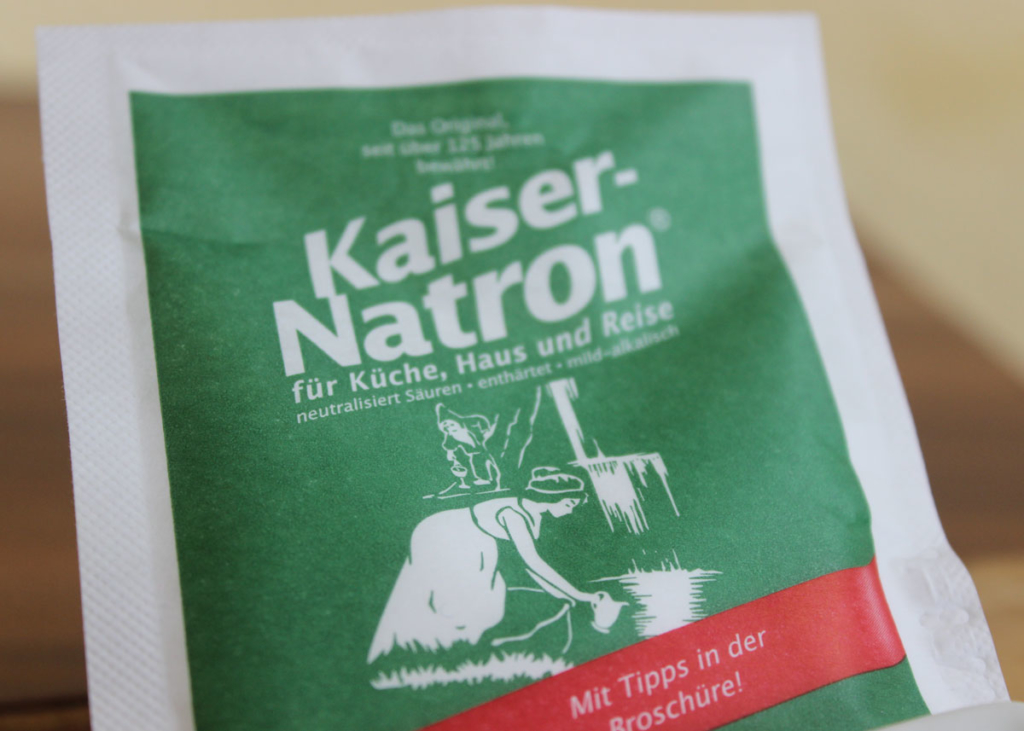 Das Original,
seit über 125 Jahren
bewährt!
Kaiser-
Natron®
für Küche, Haus und Reise
neutralisiert Säuren • enthärtet • mild-alkalisch
Mit Tipps in der
Broschüre!